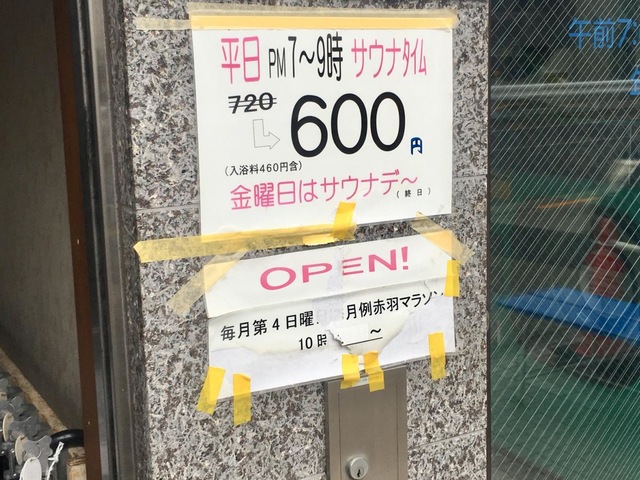 平日 PM7～9時 サウナタイム
720
600円
(入浴料460円含)
金曜日はサウナデ～
(終日)
OPEN!
毎月第4日曜 月例赤羽マラソン
10時 ～
午前7